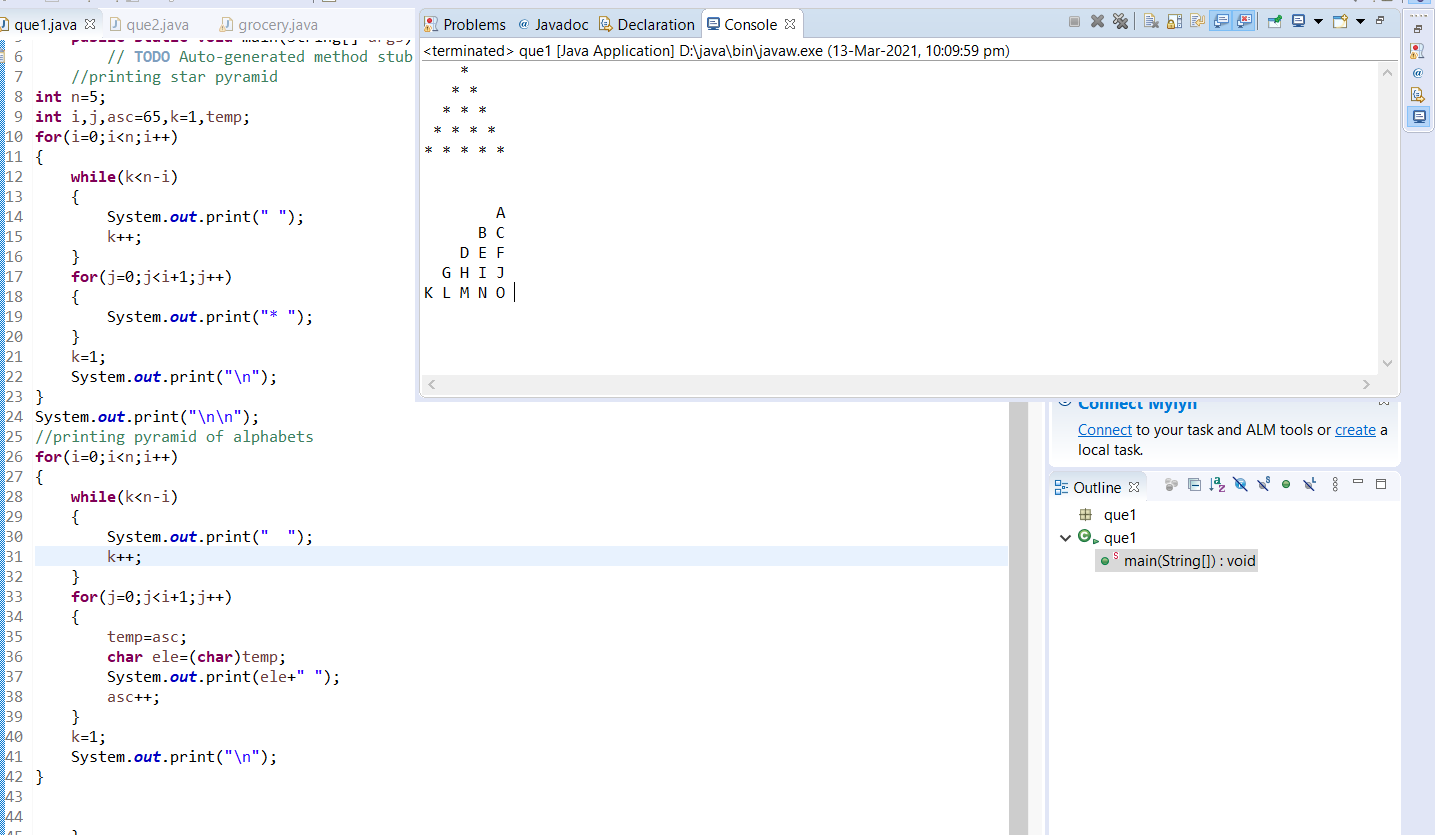 que1.java que2.java grocery.java
public static void main(String[] args)
6 // TODO Auto-generated method stub
7 //printing star pyramid
8 int n=5;
9 int i,j,asc=65,k=1,temp;
10 for(i=0;i<n;i++)
11 {
12 while(k<n-i)
13 {
14 System.out.print(" ");
15 k++;
16 }
17 for(j=0;j<i+1;j++)
18 {
19 System.out.print("* ");
20 }
21 k=1;
22 System.out.print("\n");
23 }
24 System.out.print("\n\n");
25 //printing pyramid of alphabets
26 for(i=0;i<n;i++)
27 {
28 while(k<n-i)
29 {
30 System.out.print("  ");
31 k++;
32 }
33 for(j=0;j<i+1;j++)
34 {
35 temp=asc;
36 char ele=(char)temp;
37 System.out.print(ele+" ");
38 asc++;
39 }
40 k=1;
41 System.out.print("\n");
42 }
43
44
45 }
Problems @ Javadoc Declaration Console
<terminated> que1 [Java Application] D:\java\bin\javaw.exe (13-Mar-2021, 10:09:59 pm)
*
* *
* * *
* * * *
* * * * *
A
B C
D E F
G H I J
K L M N O
Connect Mylyn
Connect to your task and ALM tools or create a
local task.
Outline
que1
que1
main(String[]) : void